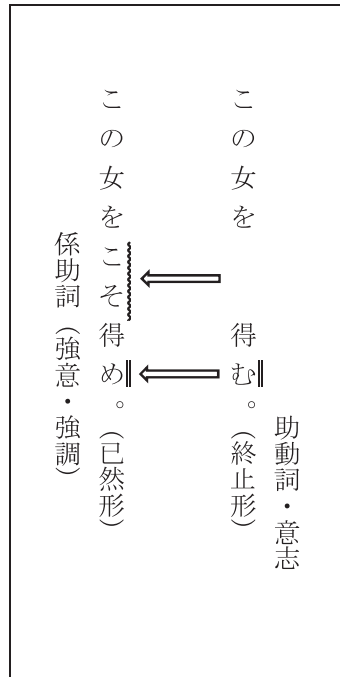 助動詞・意志
この女を　得む。（終止形）
この女をこそ得め。（已然形）
係助詞（強意・強調）